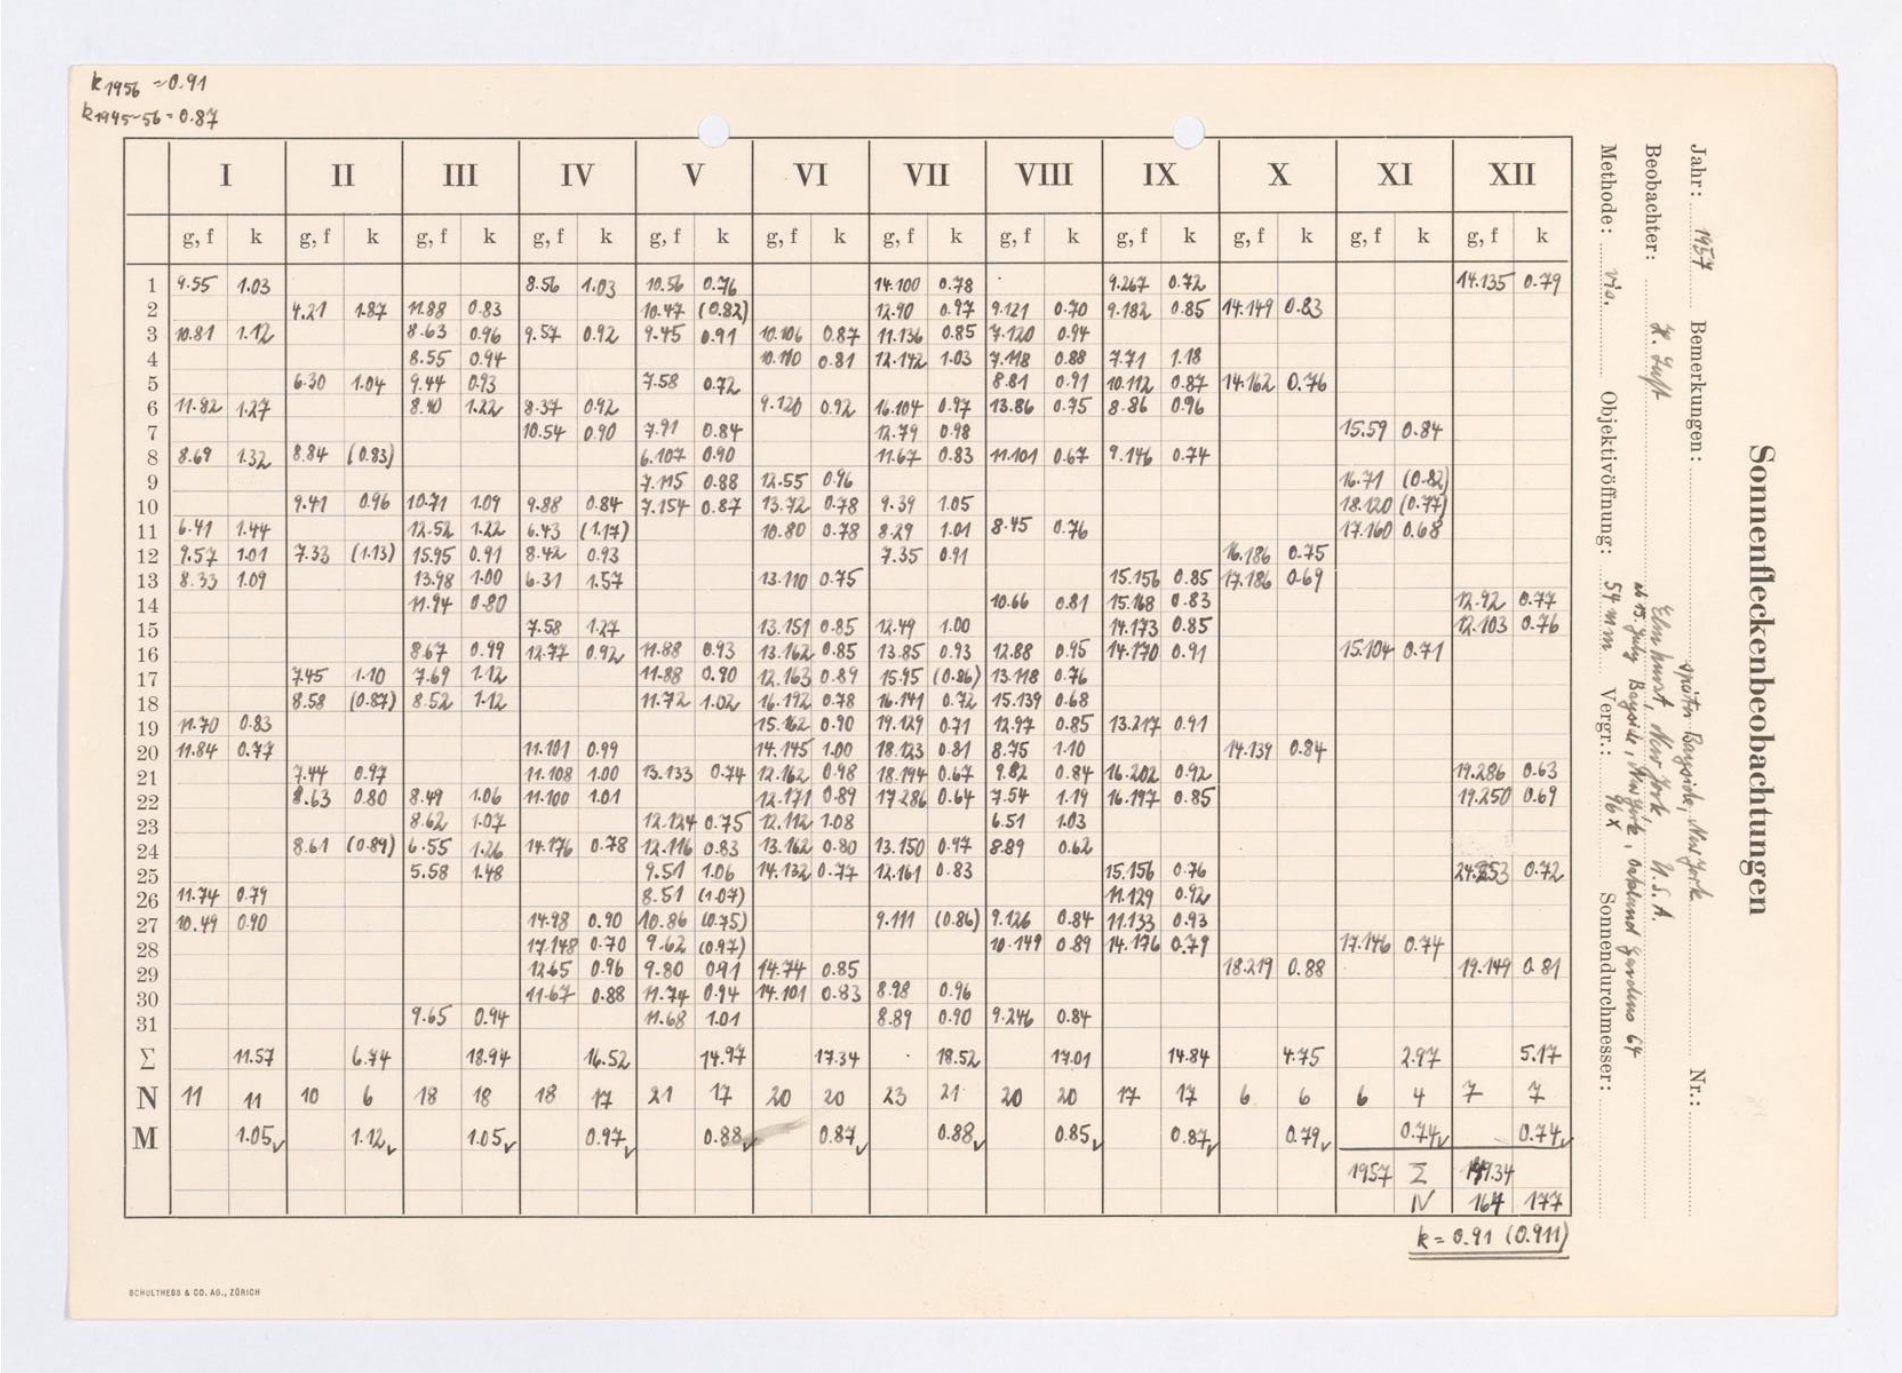 k1956 = 0.91
k1945-56 = 0.87
I II III IV V VI VII VIII IX X XI XII
g, f k g, f k g, f k g, f k g, f k g, f k g, f k g, f k g, f k g, f k g, f k g, f k
1 9.55 1.03 8.56 1.03 10.56 0.76 14.100 0.78 9.267 0.72 14.135 0.79
2 4.21 1.87 11.88 0.83 10.47 (0.82) 12.90 0.97 9.121 0.70 9.182 0.85 14.149 0.83
3 10.81 1.12 8.63 0.96 9.57 0.92 9.45 0.91 10.106 0.87 11.136 0.85 7.120 0.94
4 8.55 0.94 10.110 0.81 12.142 1.03 7.118 0.88 7.71 1.18
5 6.30 1.04 9.44 0.93 7.58 0.72 8.81 0.91 10.112 0.87 14.162 0.76
6 11.82 1.27 8.40 1.22 8.37 0.92 9.120 0.92 16.104 0.97 13.86 0.75 8.86 0.96
7 10.54 0.90 7.91 0.84 12.79 0.98 15.59 0.84
8 8.69 1.32 8.84 (0.83) 6.107 0.90 11.67 0.83 11.101 0.67 9.146 0.74
9 7.115 0.88 12.55 0.96 16.71 (0.82)
10 9.41 0.96 10.71 1.09 9.88 0.84 7.154 0.87 13.72 0.78 9.39 1.05 18.120 (0.77)
11 6.41 1.44 12.52 1.22 6.43 (1.17) 10.80 0.78 8.29 1.01 8.45 0.76 17.160 0.68
12 9.57 1.01 7.33 (1.13) 15.95 0.91 8.42 0.93 7.35 0.91 16.186 0.75
13 8.33 1.09 13.98 1.00 6.31 1.57 13.110 0.75 15.156 0.85 17.186 0.69
14 11.94 0.80 10.66 0.81 15.168 0.83 12.92 0.77
15 7.58 1.27 13.151 0.85 12.49 1.00 14.173 0.85 12.103 0.76
16 8.67 0.99 12.77 0.92 11.88 0.93 13.162 0.85 13.85 0.93 12.88 0.95 14.170 0.91 15.104 0.71
17 7.45 1.10 7.69 1.12 11.88 0.90 12.163 0.89 15.95 (0.86) 13.118 0.76
18 8.58 (0.87) 8.52 1.12 11.72 1.02 16.192 0.78 16.141 0.72 15.139 0.68
19 11.70 0.83 15.162 0.90 19.129 0.71 12.97 0.85 13.217 0.91
20 11.84 0.77 11.101 0.99 14.145 1.00 18.123 0.81 8.75 1.10 14.139 0.84
21 7.44 0.97 11.108 1.00 13.133 0.74 12.162 0.98 18.194 0.67 9.82 0.84 16.202 0.92 19.286 0.63
22 8.63 0.80 8.49 1.06 11.100 1.01 12.171 0.89 17.286 0.64 7.54 1.19 16.197 0.85 19.250 0.69
23 8.62 1.07 12.124 0.75 12.112 1.08 6.51 1.03
24 8.61 (0.89) 6.55 1.26 14.176 0.78 12.116 0.83 13.162 0.80 13.150 0.97 8.89 0.62
25 5.58 1.48 9.51 1.06 14.132 0.77 12.161 0.83 15.156 0.76 24.253 0.72
26 11.74 0.79 8.51 (1.07) 11.129 0.92
27 10.49 0.90 14.98 0.90 10.86 (0.75) 9.111 (0.86) 9.126 0.84 11.133 0.93
28 17.148 0.70 9.62 (0.97) 10.149 0.89 14.176 0.79 17.146 0.74
29 12.65 0.96 9.80 0.91 14.74 0.85 18.219 0.88 19.149 0.81
30 11.67 0.88 11.74 0.94 14.101 0.83 8.98 0.96
31 9.65 0.94 11.68 1.01 8.89 0.90 9.246 0.84
Σ 11.57 6.74 18.94 16.52 14.97 17.34 18.52 17.01 14.84 4.75 2.97 5.17
N 11 11 10 6 18 18 18 17 21 17 20 20 23 21 20 20 17 17 6 6 6 4 7 7
M 1.05✓ 1.12✓ 1.05✓ 0.97✓ 0.88✓ 0.87✓ 0.88✓ 0.85✓ 0.87✓ 0.79✓ 0.74✓ 0.74✓
1957 Σ 149.34
N 164 177
k = 0.91 (0.911)
SCHULTHESS & CO. AG., ZÜRICH
Sonnenfleckenbeobachtungen
Jahr: 1957 Bemerkungen: später Bayside, New York Nr.:
Beobachter: H. Luft Elmhurst, New York U.S.A.
ab 15. July Bayside, New York, Oakland Gardens 64
Methode: vis. Objektivöffnung: 54 mm Vergr.: 96 x Sonnendurchmesser: